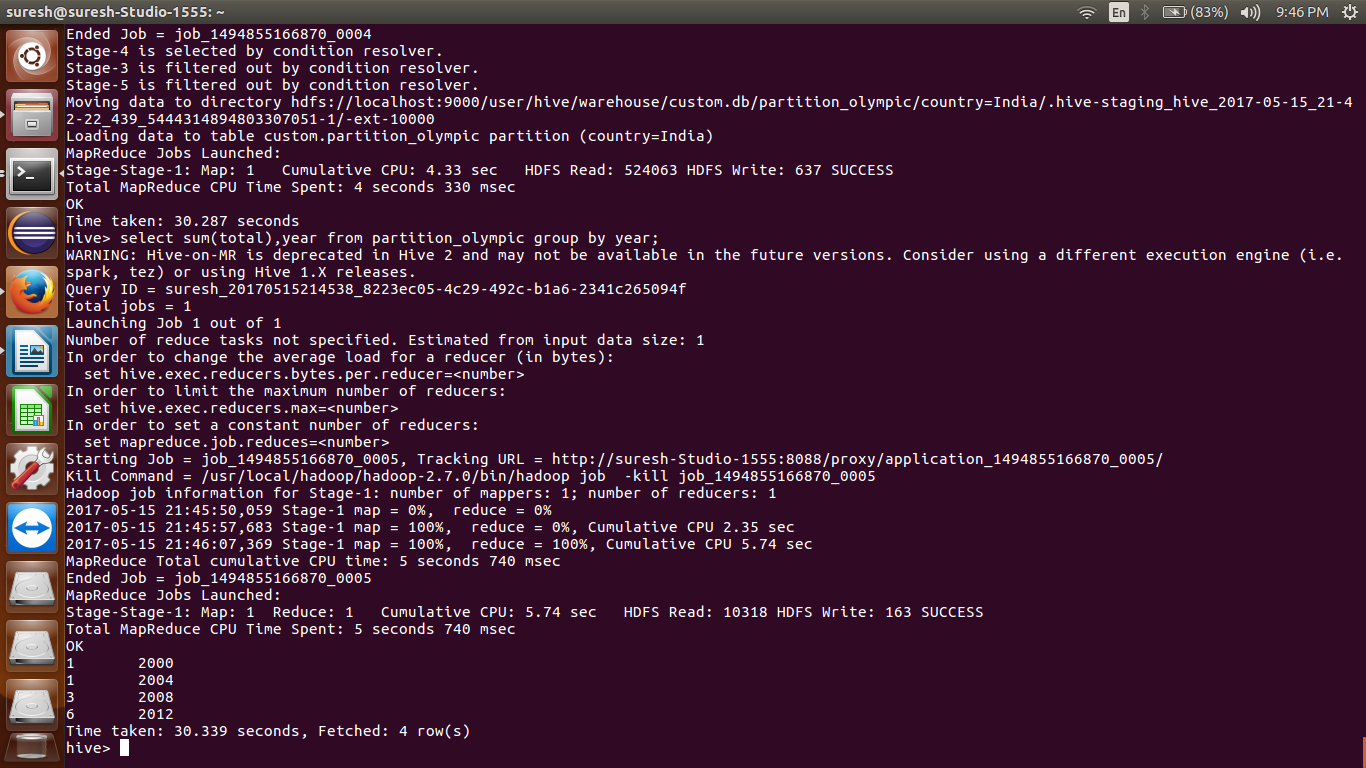 suresh@suresh-Studio-1555: ~
En
(83%)
9:46 PM
Ended Job = job_1494855166870_0004
Stage-4 is selected by condition resolver.
Stage-3 is filtered out by condition resolver.
Stage-5 is filtered out by condition resolver.
Moving data to directory hdfs://localhost:9000/user/hive/warehouse/custom.db/partition_olympic/country=India/.hive-staging_hive_2017-05-15_21-4
2-22_439_5444314894803307051-1/-ext-10000
Loading data to table custom.partition_olympic partition (country=India)
MapReduce Jobs Launched:
Stage-Stage-1: Map: 1   Cumulative CPU: 4.33 sec   HDFS Read: 524063 HDFS Write: 637 SUCCESS
Total MapReduce CPU Time Spent: 4 seconds 330 msec
OK
Time taken: 30.287 seconds
hive> select sum(total),year from partition_olympic group by year;
WARNING: Hive-on-MR is deprecated in Hive 2 and may not be available in the future versions. Consider using a different execution engine (i.e.
spark, tez) or using Hive 1.X releases.
Query ID = suresh_20170515214538_8223ec05-4c29-492c-b1a6-2341c265094f
Total jobs = 1
Launching Job 1 out of 1
Number of reduce tasks not specified. Estimated from input data size: 1
In order to change the average load for a reducer (in bytes):
  set hive.exec.reducers.bytes.per.reducer=<number>
In order to limit the maximum number of reducers:
  set hive.exec.reducers.max=<number>
In order to set a constant number of reducers:
  set mapreduce.job.reduces=<number>
Starting Job = job_1494855166870_0005, Tracking URL = http://suresh-Studio-1555:8088/proxy/application_1494855166870_0005/
Kill Command = /usr/local/hadoop/hadoop-2.7.0/bin/hadoop job  -kill job_1494855166870_0005
Hadoop job information for Stage-1: number of mappers: 1; number of reducers: 1
2017-05-15 21:45:50,059 Stage-1 map = 0%,  reduce = 0%
2017-05-15 21:45:57,683 Stage-1 map = 100%,  reduce = 0%, Cumulative CPU 2.35 sec
2017-05-15 21:46:07,369 Stage-1 map = 100%,  reduce = 100%, Cumulative CPU 5.74 sec
MapReduce Total cumulative CPU time: 5 seconds 740 msec
Ended Job = job_1494855166870_0005
MapReduce Jobs Launched:
Stage-Stage-1: Map: 1  Reduce: 1   Cumulative CPU: 5.74 sec   HDFS Read: 10318 HDFS Write: 163 SUCCESS
Total MapReduce CPU Time Spent: 5 seconds 740 msec
OK
1       2000
1       2004
3       2008
6       2012
Time taken: 30.339 seconds, Fetched: 4 row(s)
hive>